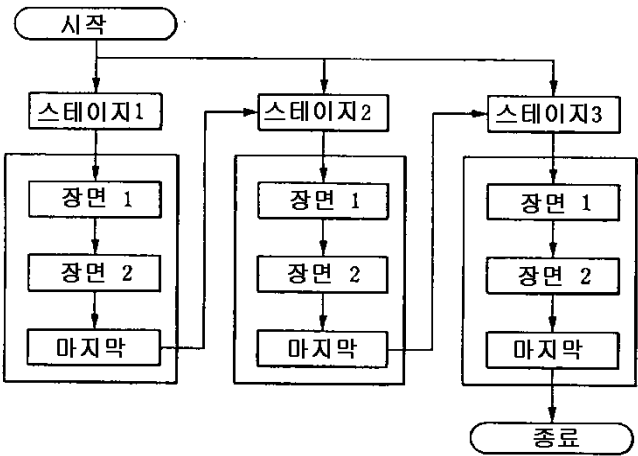 시작
스테이지1
장면 1
장면 2
마지막
스테이지2
장면 1
장면 2
마지막
스테이지3
장면 1
장면 2
마지막
종료